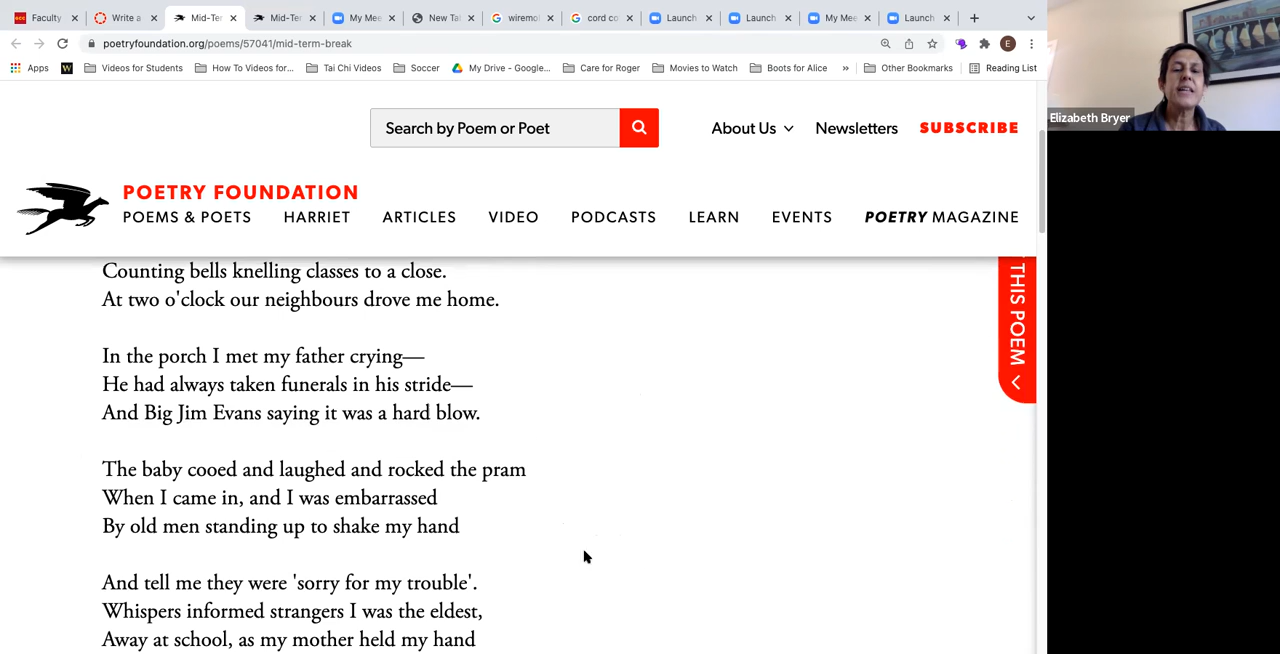 Faculty
Write a
Mid-Ter
Mid-Ter
My Mee
New Ta
wiremol
cord co
Launch
Launch
My Mee
Launch
poetryfoundation.org/poems/57041/mid-term-break
E
Apps
W
Videos for Students
How To Videos for...
Tai Chi Videos
Soccer
My Drive - Google...
Care for Roger
Movies to Watch
Boots for Alice
»
Other Bookmarks
Reading List
Elizabeth Bryer
Search by Poem or Poet
About Us
Newsletters
SUBSCRIBE
POETRY FOUNDATION
POEMS & POETS
HARRIET
ARTICLES
VIDEO
PODCASTS
LEARN
EVENTS
POETRY MAGAZINE
THIS POEM
Counting bells knelling classes to a close.
At two o'clock our neighbours drove me home.
In the porch I met my father crying—
He had always taken funerals in his stride—
And Big Jim Evans saying it was a hard blow.
The baby cooed and laughed and rocked the pram
When I came in, and I was embarrassed
By old men standing up to shake my hand
And tell me they were 'sorry for my trouble'.
Whispers informed strangers I was the eldest,
Away at school, as my mother held my hand